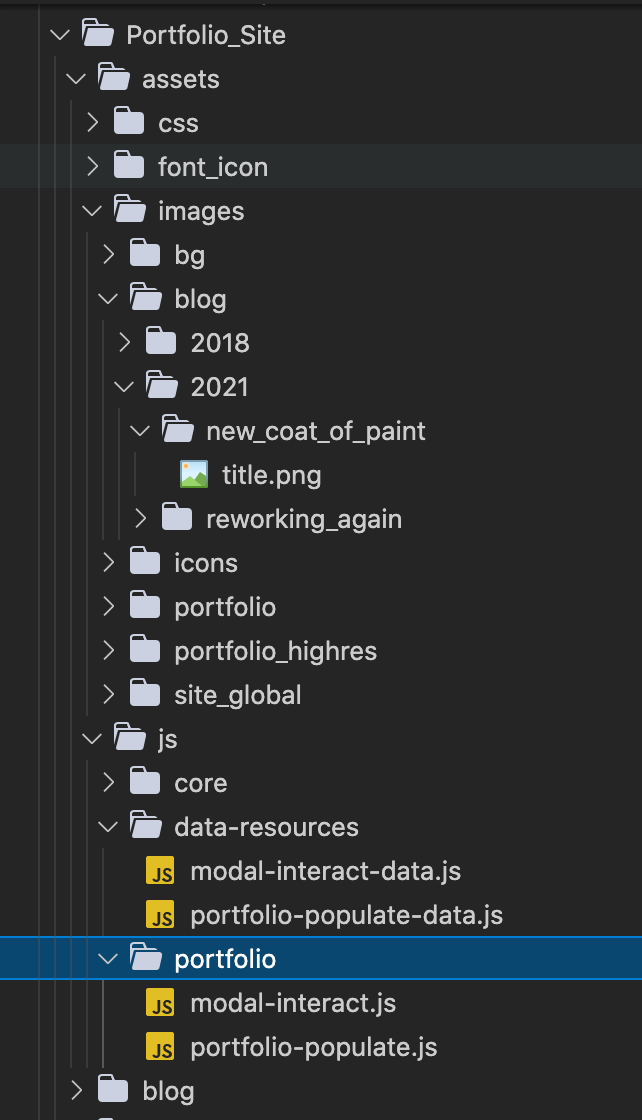 Portfolio_Site
assets
css
font_icon
images
bg
blog
2018
2021
new_coat_of_paint
title.png
reworking_again
icons
portfolio
portfolio_highres
site_global
js
core
data-resources
JS modal-interact-data.js
JS portfolio-populate-data.js
portfolio
JS modal-interact.js
JS portfolio-populate.js
blog